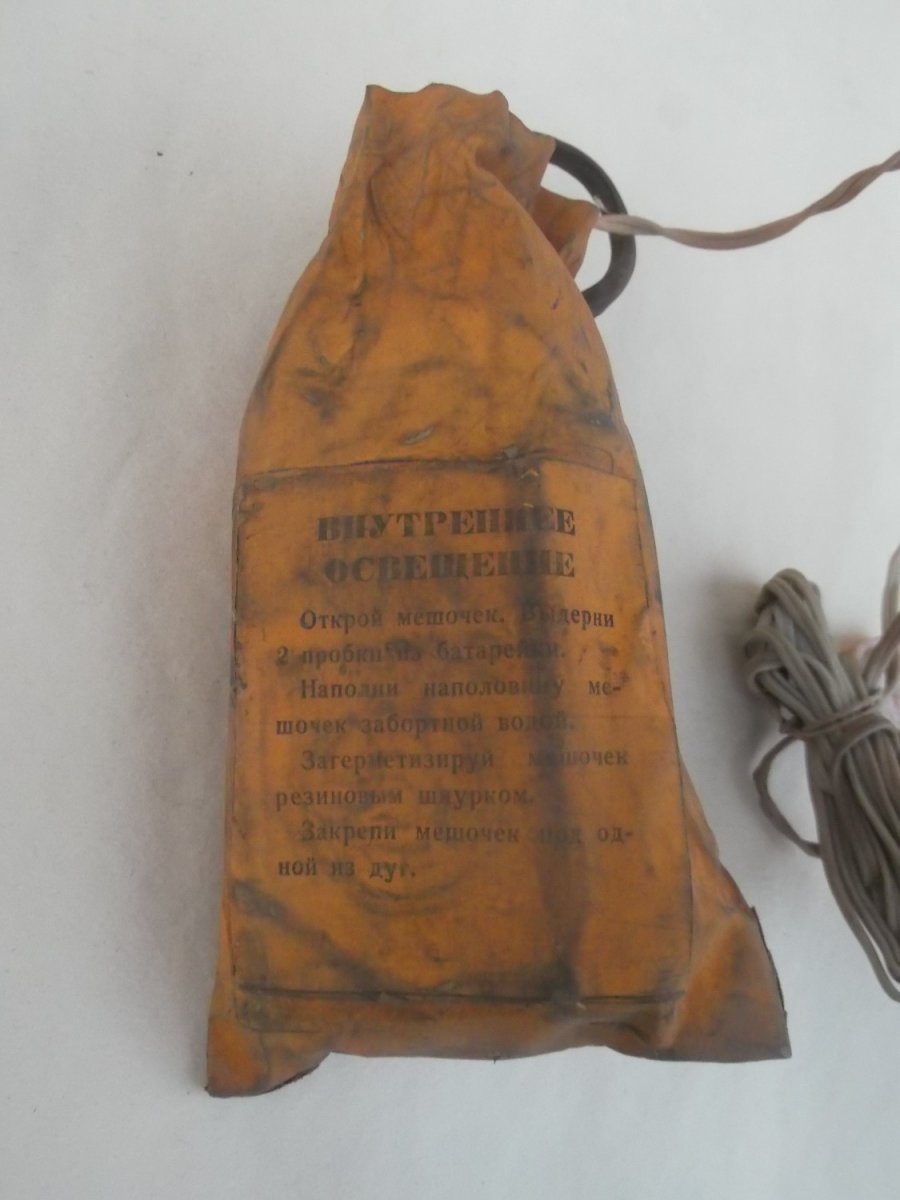 ВНУТРЕННЕЕ
ОСВЕЩЕНИЕ
Открой мешочек. Выдерни
2 пробки из батарейки.
Наполни наполовину ме-
шочек забортной водой.
Загерметизируй мешочек
резиновым шнурком.
Закрепи мешочек под од-
ной из дуг.